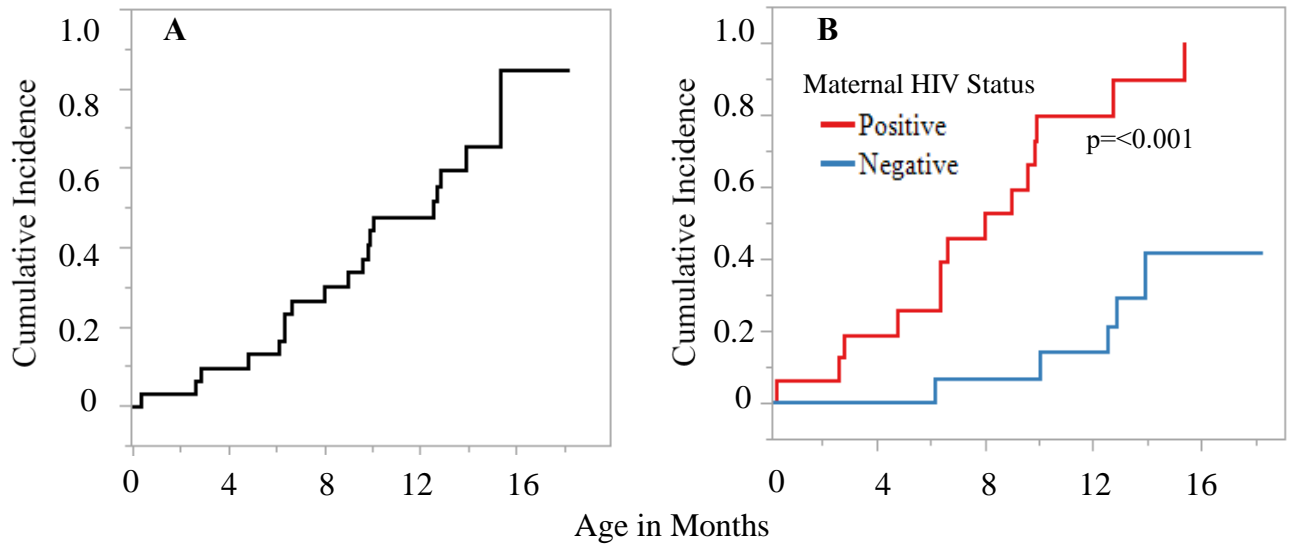 A
Cumulative Incidence
1.0
0.8
0.6
0.4
0.2
0
0 4 8 12 16
B
Cumulative Incidence
1.0
0.8
0.6
0.4
0.2
0
Maternal HIV Status
Positive
Negative
p=<0.001
0 4 8 12 16
Age in Months